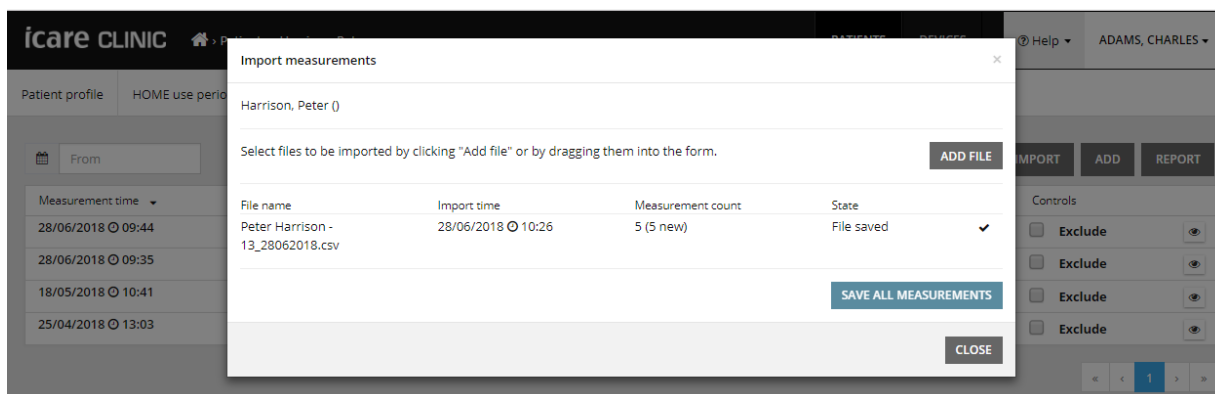 icare CLINIC
PATIENTS DEVICES
Help ADAMS, CHARLES
Patient profile HOME use perio
Import measurements ×
Harrison, Peter ()
Select files to be imported by clicking "Add file" or by dragging them into the form. ADD FILE
File name Import time Measurement count State
Peter Harrison - 28/06/2018 10:26 5 (5 new) File saved
13_28062018.csv
SAVE ALL MEASUREMENTS
CLOSE
From
IMPORT ADD REPORT
Measurement time Controls
28/06/2018 09:44 Exclude
28/06/2018 09:35 Exclude
18/05/2018 10:41 Exclude
25/04/2018 13:03 Exclude
« ‹ 1 › »